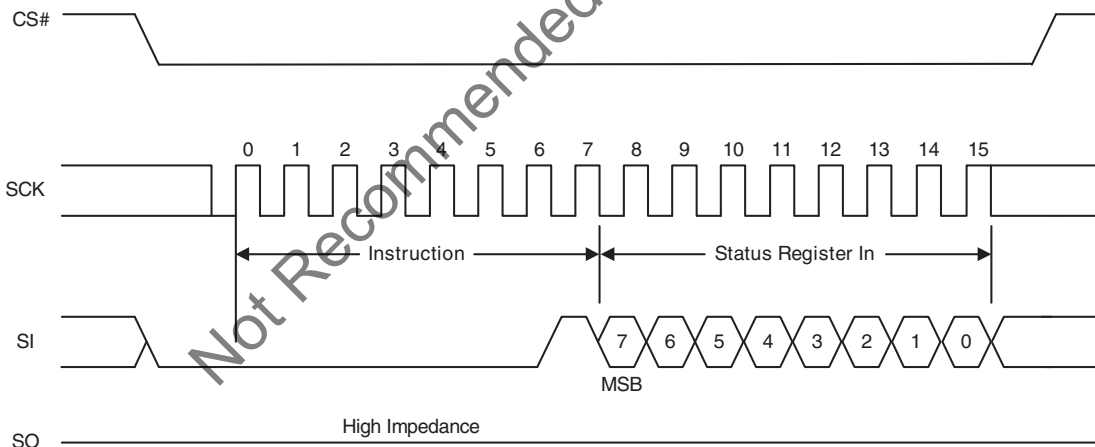 CS#
Not Recommended
0 1 2 3 4 5 6 7 8 9 10 11 12 13 14 15
SCK
Instruction
Status Register In
SI
7 6 5 4 3 2 1 0
MSB
High Impedance
SO